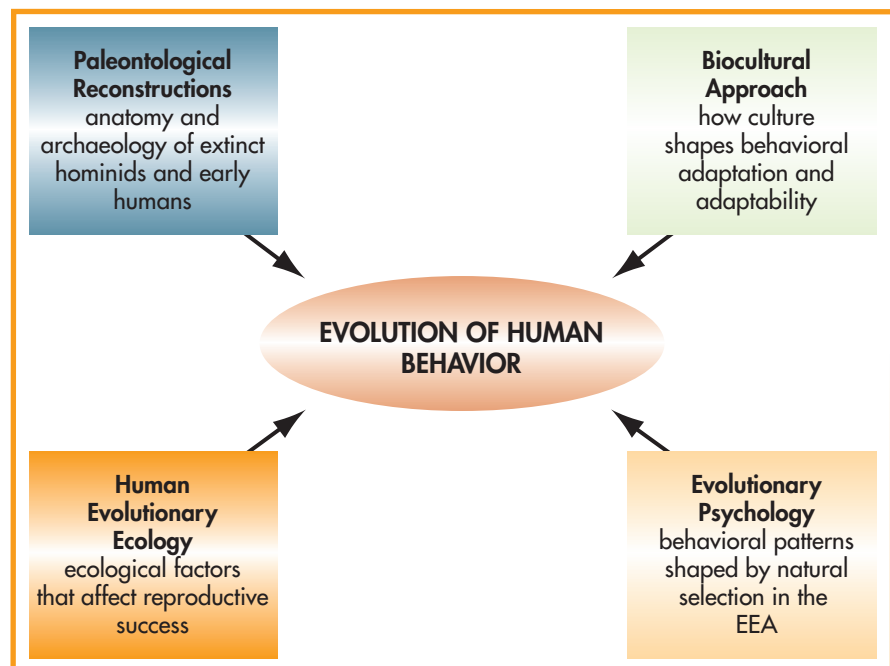 Paleontological
Reconstructions
anatomy and
archaeology of extinct
hominids and early
humans
Biocultural
Approach
how culture
shapes behavioral
adaptation and
adaptability
EVOLUTION OF HUMAN
BEHAVIOR
Human
Evolutionary
Ecology
ecological factors
that affect reproductive
success
Evolutionary
Psychology
behavioral patterns
shaped by natural
selection in the
EEA